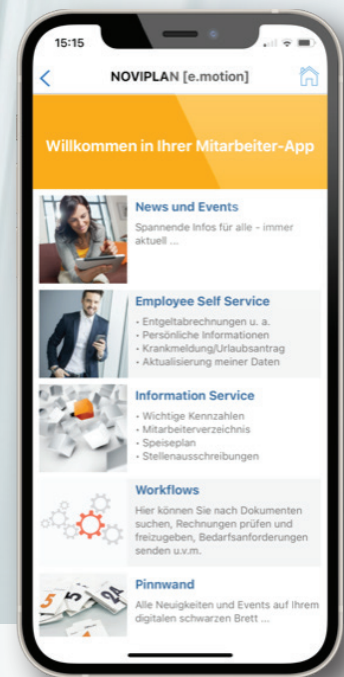 15:15
NOVIPLAN [e.motion]
Willkommen in Ihrer Mitarbeiter-App
News und Events
Spannende Infos für alle - immer
aktuell ...
Employee Self Service
- Entgeltabrechnungen u. a.
- Persönliche Informationen
- Krankmeldung/Urlaubsantrag
- Aktualisierung meiner Daten
Information Service
- Wichtige Kennzahlen
- Mitarbeiterverzeichnis
- Speiseplan
- Stellenausschreibungen
Workflows
Hier können Sie nach Dokumenten
suchen, Rechnungen prüfen und
freizugeben, Bedarfsanforderungen
senden u.v.m.
Pinnwand
Alle Neuigkeiten und Events auf Ihrem
digitalen schwarzen Brett ...